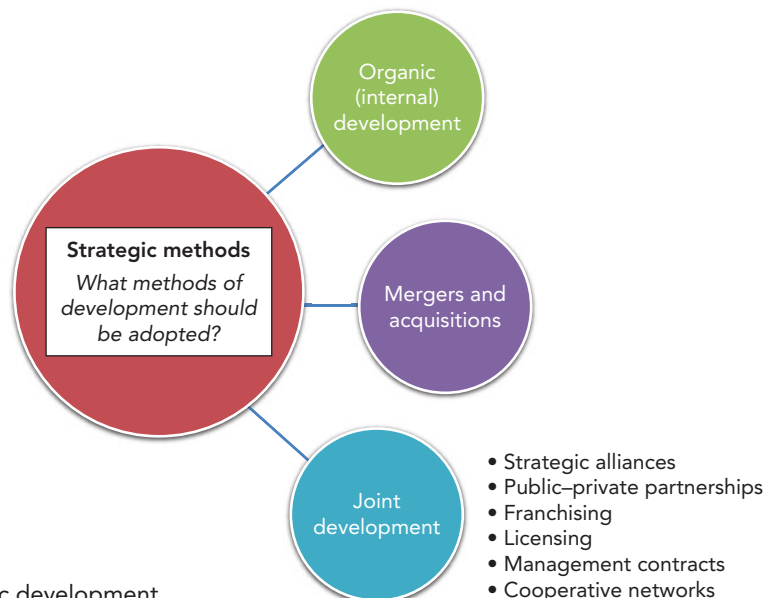 Organic
(internal)
development
Strategic methods
What methods of
development should
be adopted?
Mergers and
acquisitions
Joint
development
• Strategic alliances
• Public–private partnerships
• Franchising
• Licensing
• Management contracts
• Cooperative networks
development